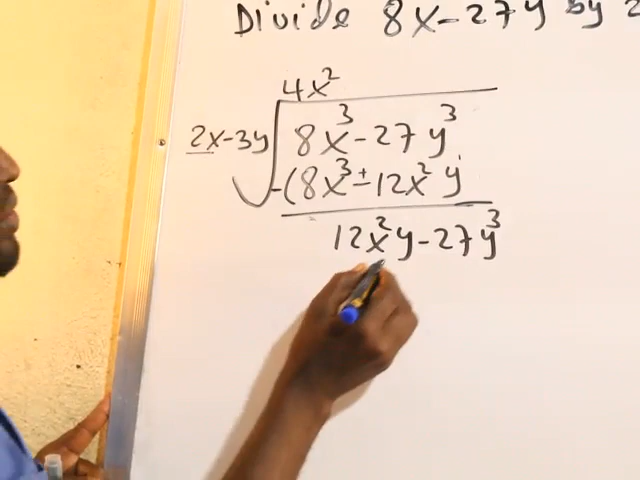 Divide 8x-27y by 2
4x²
2x-3y √8x³-27y³
-(8x³±12x²y
12x²y-27y³